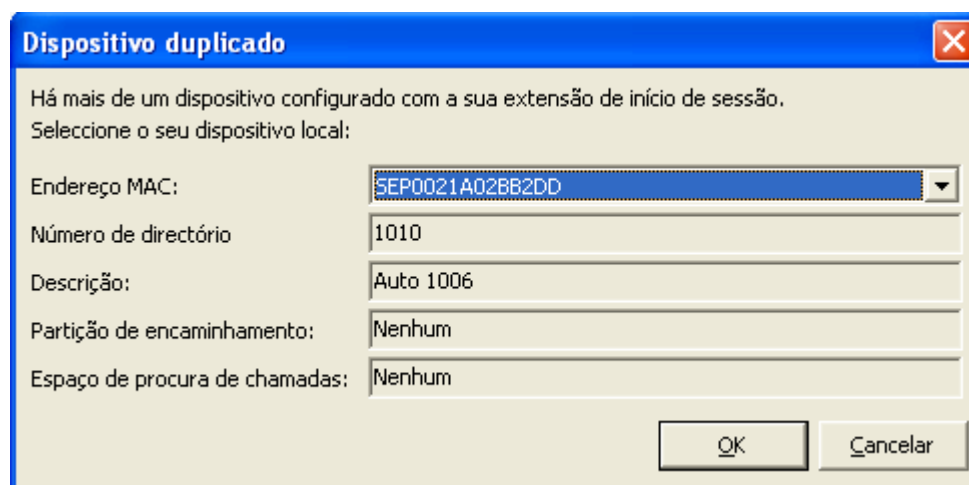 Dispositivo duplicado
Há mais de um dispositivo configurado com a sua extensão de início de sessão.
Seleccione o seu dispositivo local:
Endereço MAC: SEP0021A02BB2DD
Número de directório 1010
Descrição: Auto 1006
Partição de encaminhamento: Nenhum
Espaço de procura de chamadas: Nenhum
OK Cancelar